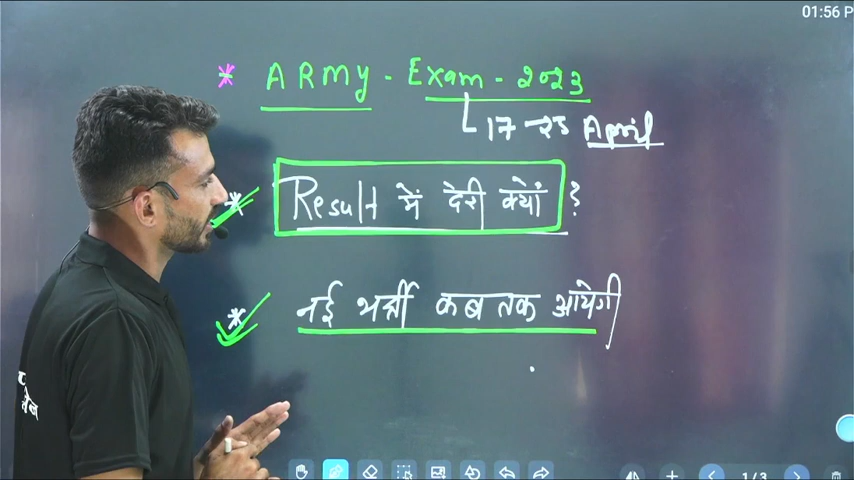 01:56 P
* ARMY - Exam - 2023
17 → 25 April
* Result में देरी क्यों ?
* नई भर्ती कब तक आयेगी
1/3